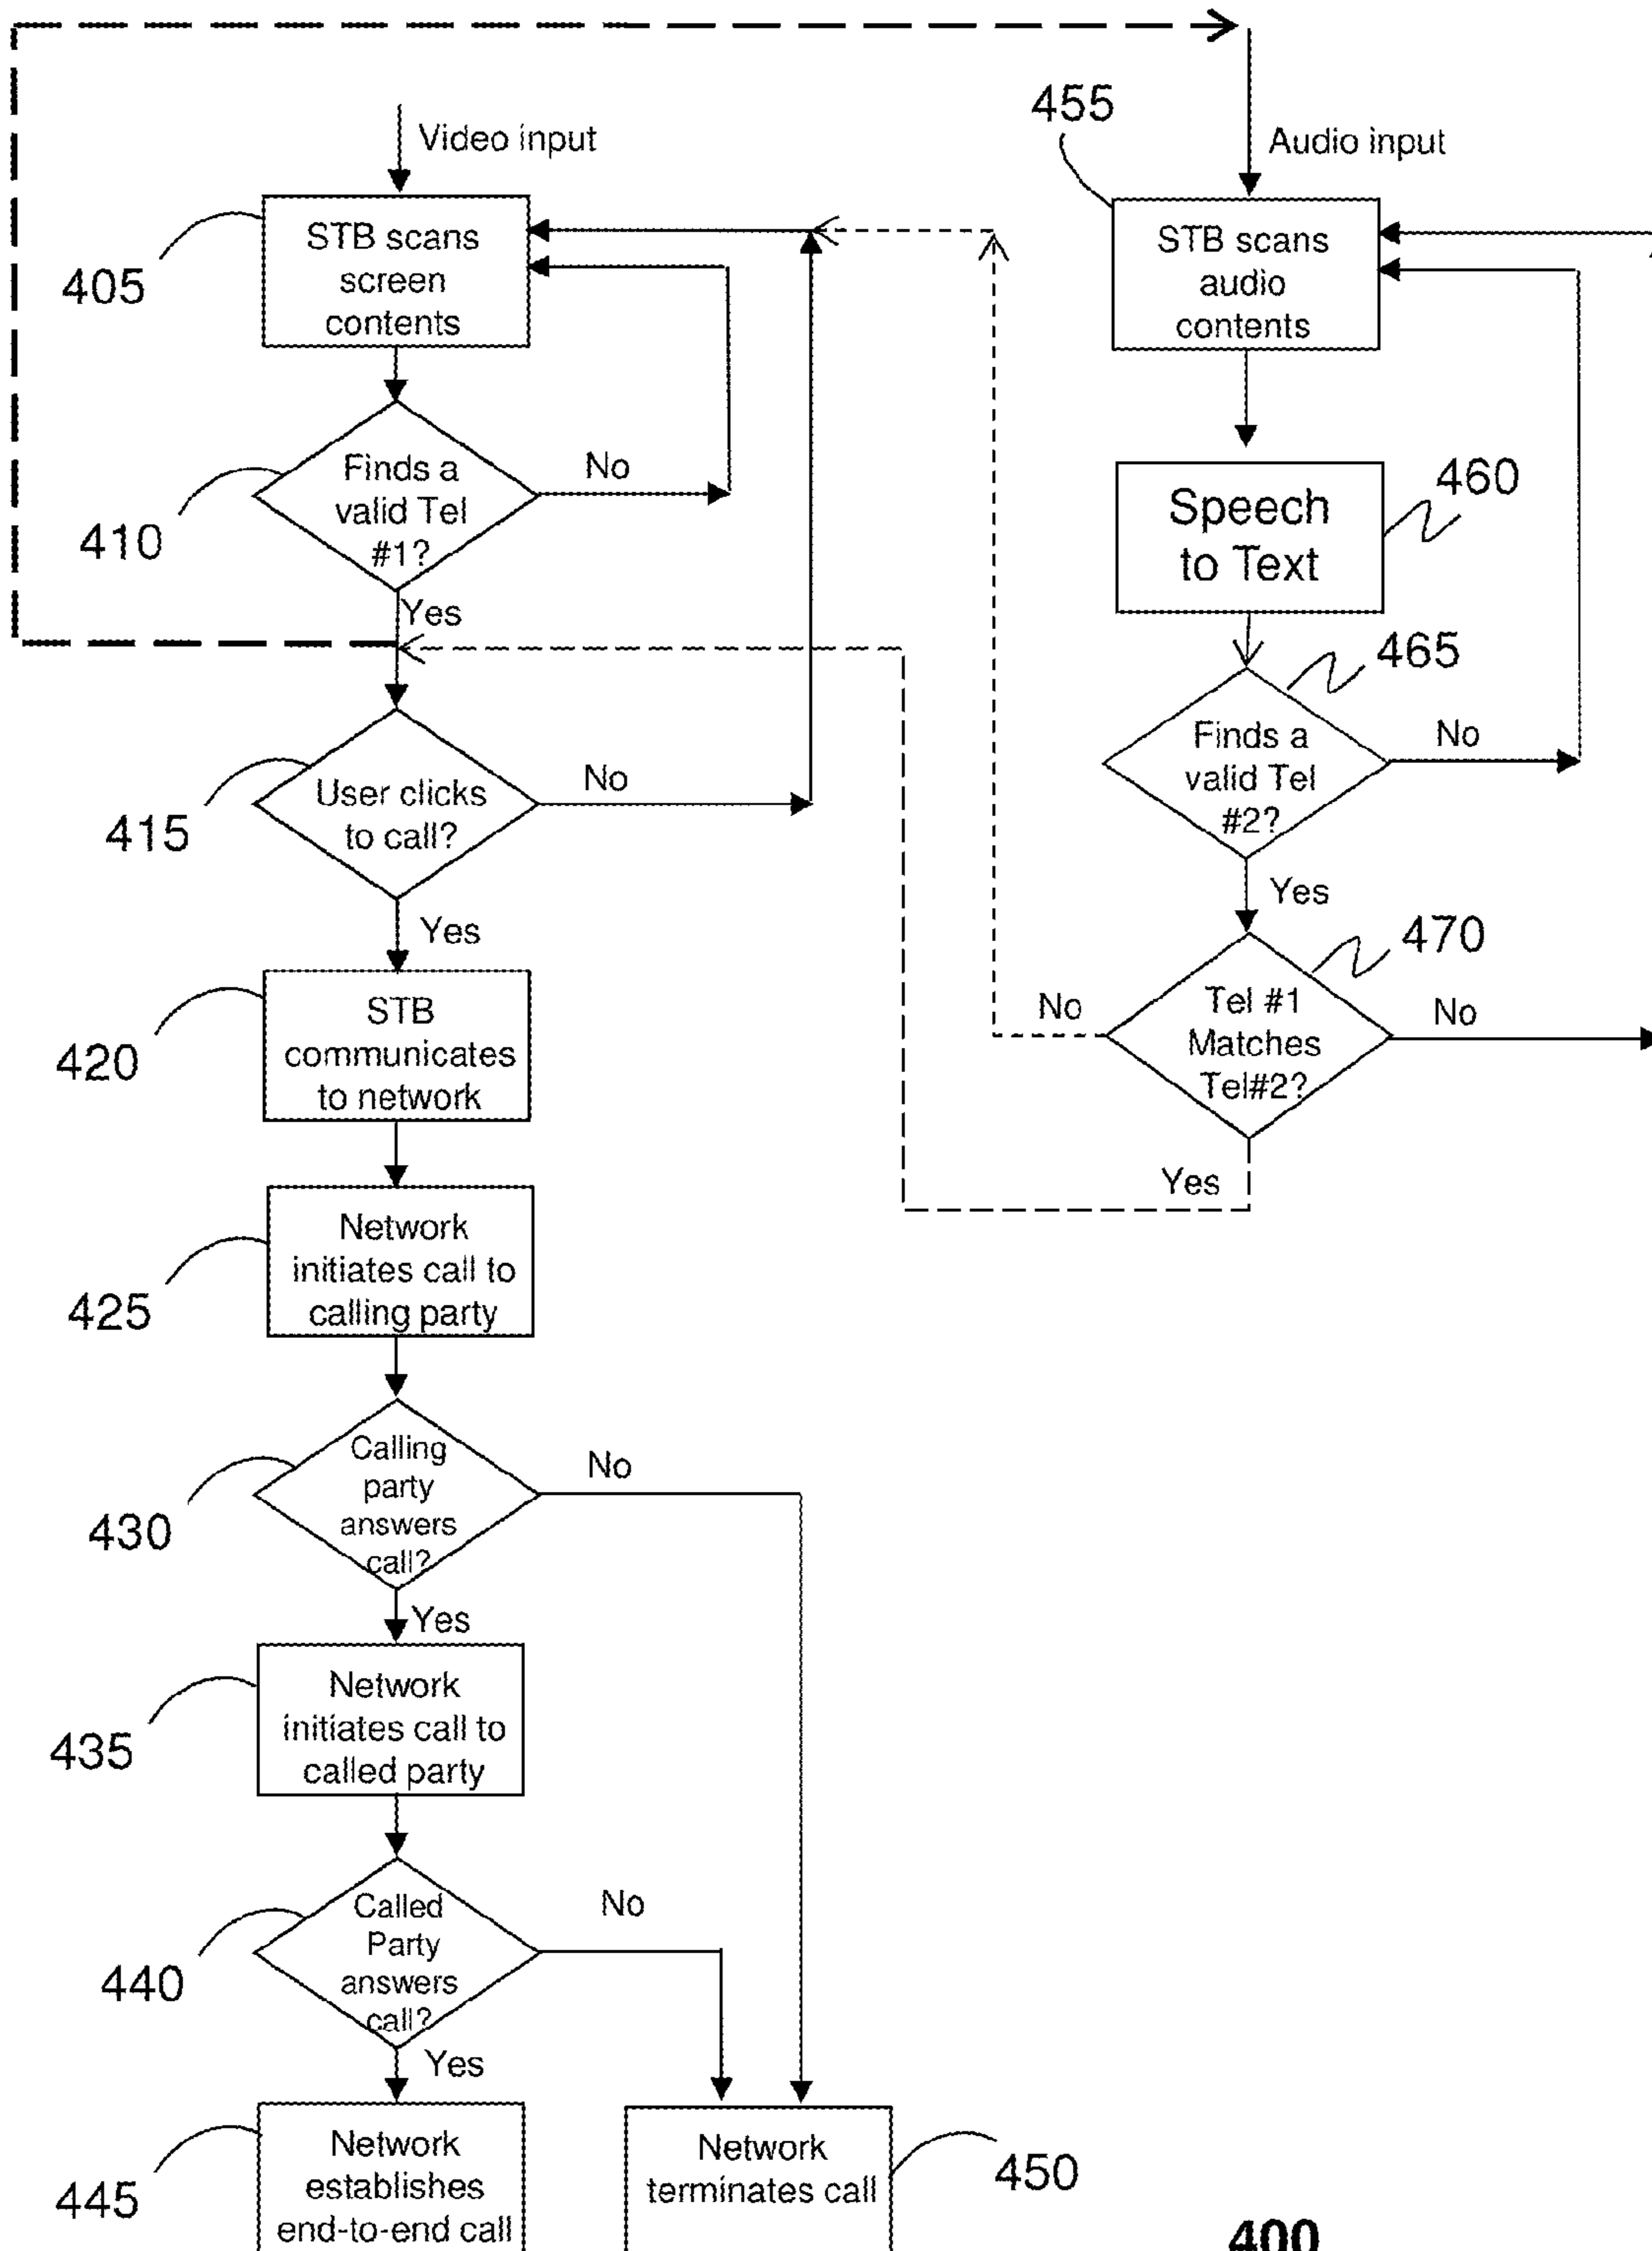 Video input
405
STB scans
screen
contents
410
Finds a
valid Tel
#1?
No
Yes
415
User clicks
to call?
No
Yes
420
STB
communicates
to network
425
Network
initiates call to
calling party
430
Calling
party
answers
call?
No
Yes
435
Network
initiates call to
called party
440
Called
Party
answers
call?
No
Yes
445
Network
establishes
end-to-end call
Network
terminates call
450
455
Audio input
STB scans
audio
contents
Speech
to Text
460
465
Finds a
valid Tel
#2?
No
Yes
470
Tel #1
Matches
Tel#2?
No
No
Yes
400